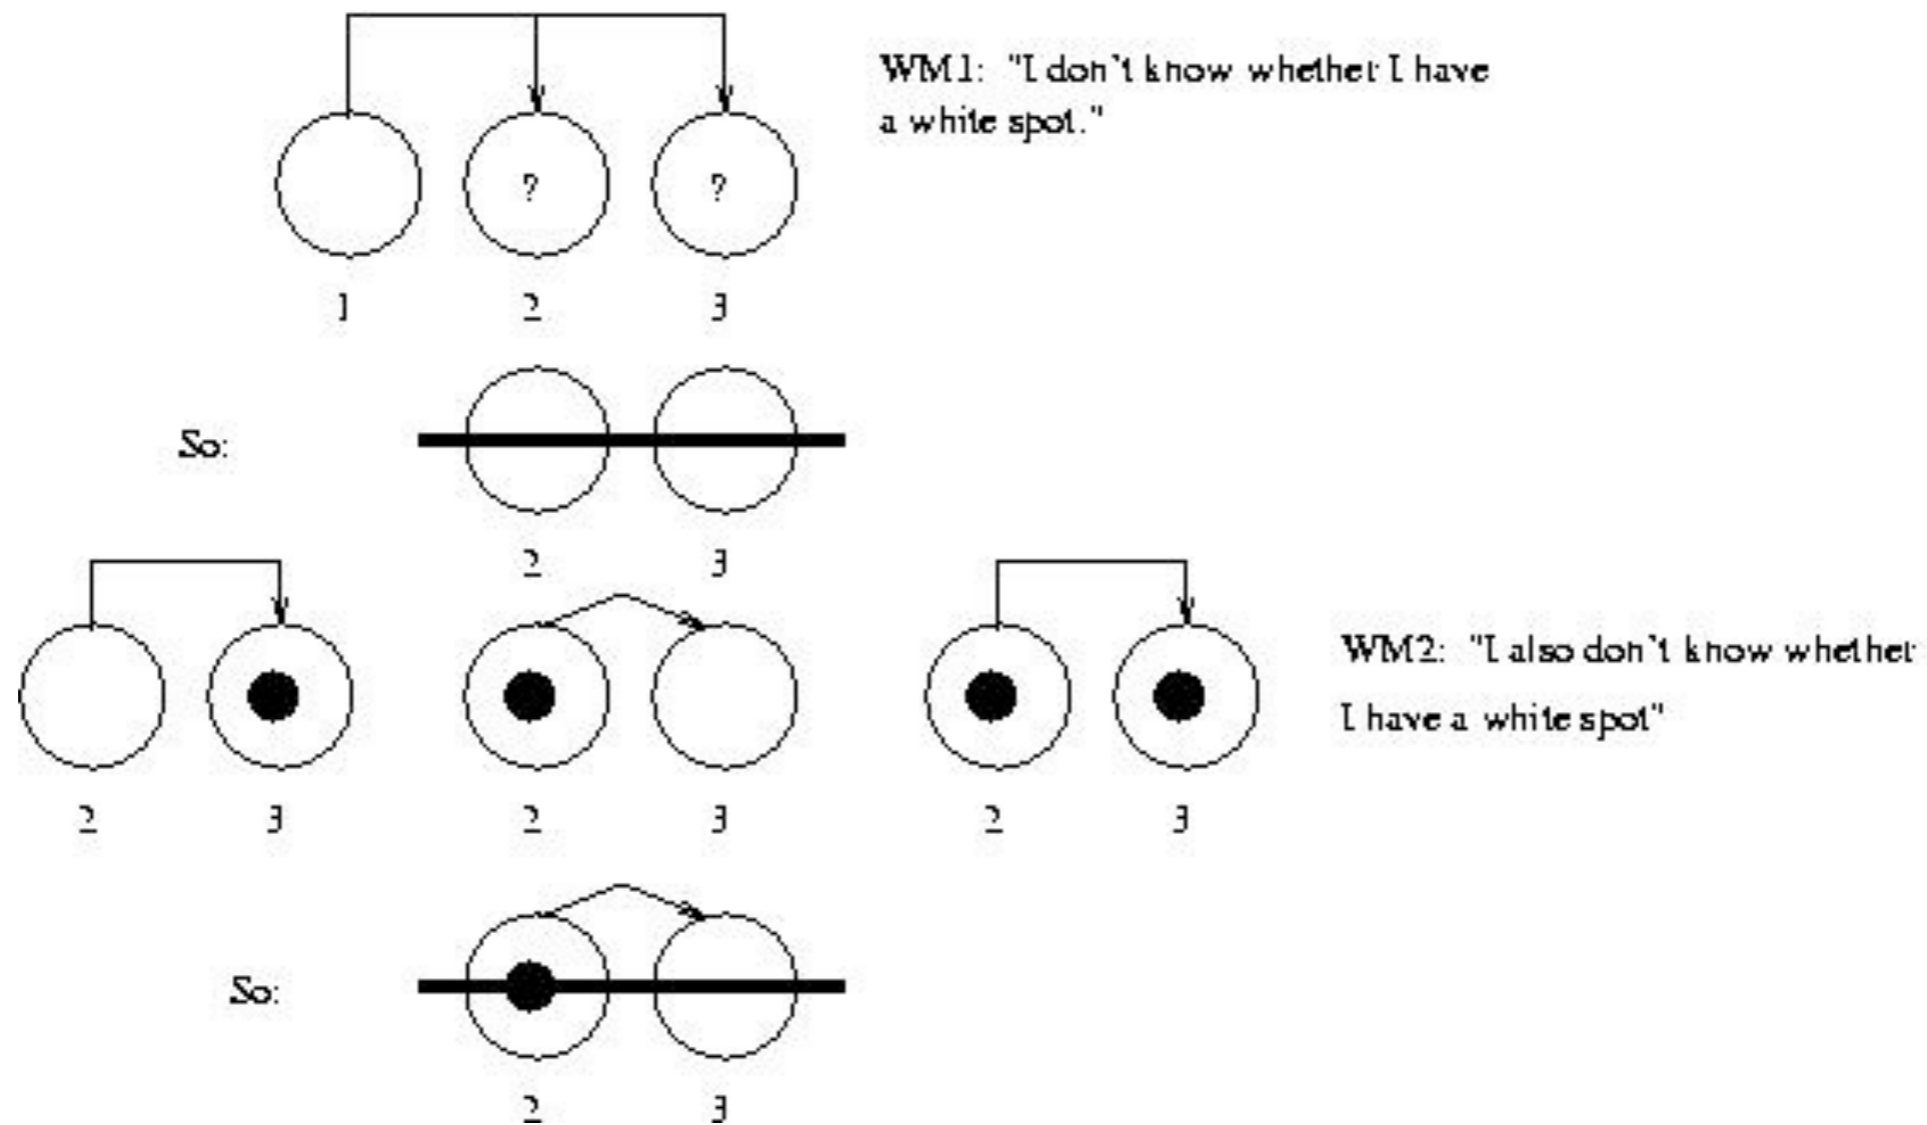 WM1: "I don't know whether I have
a white spot."
? ?
1 2 3
So:
2 3
WM2: "I also don't know whether
I have a white spot"
2 3 2 3 2 3
So:
2 3